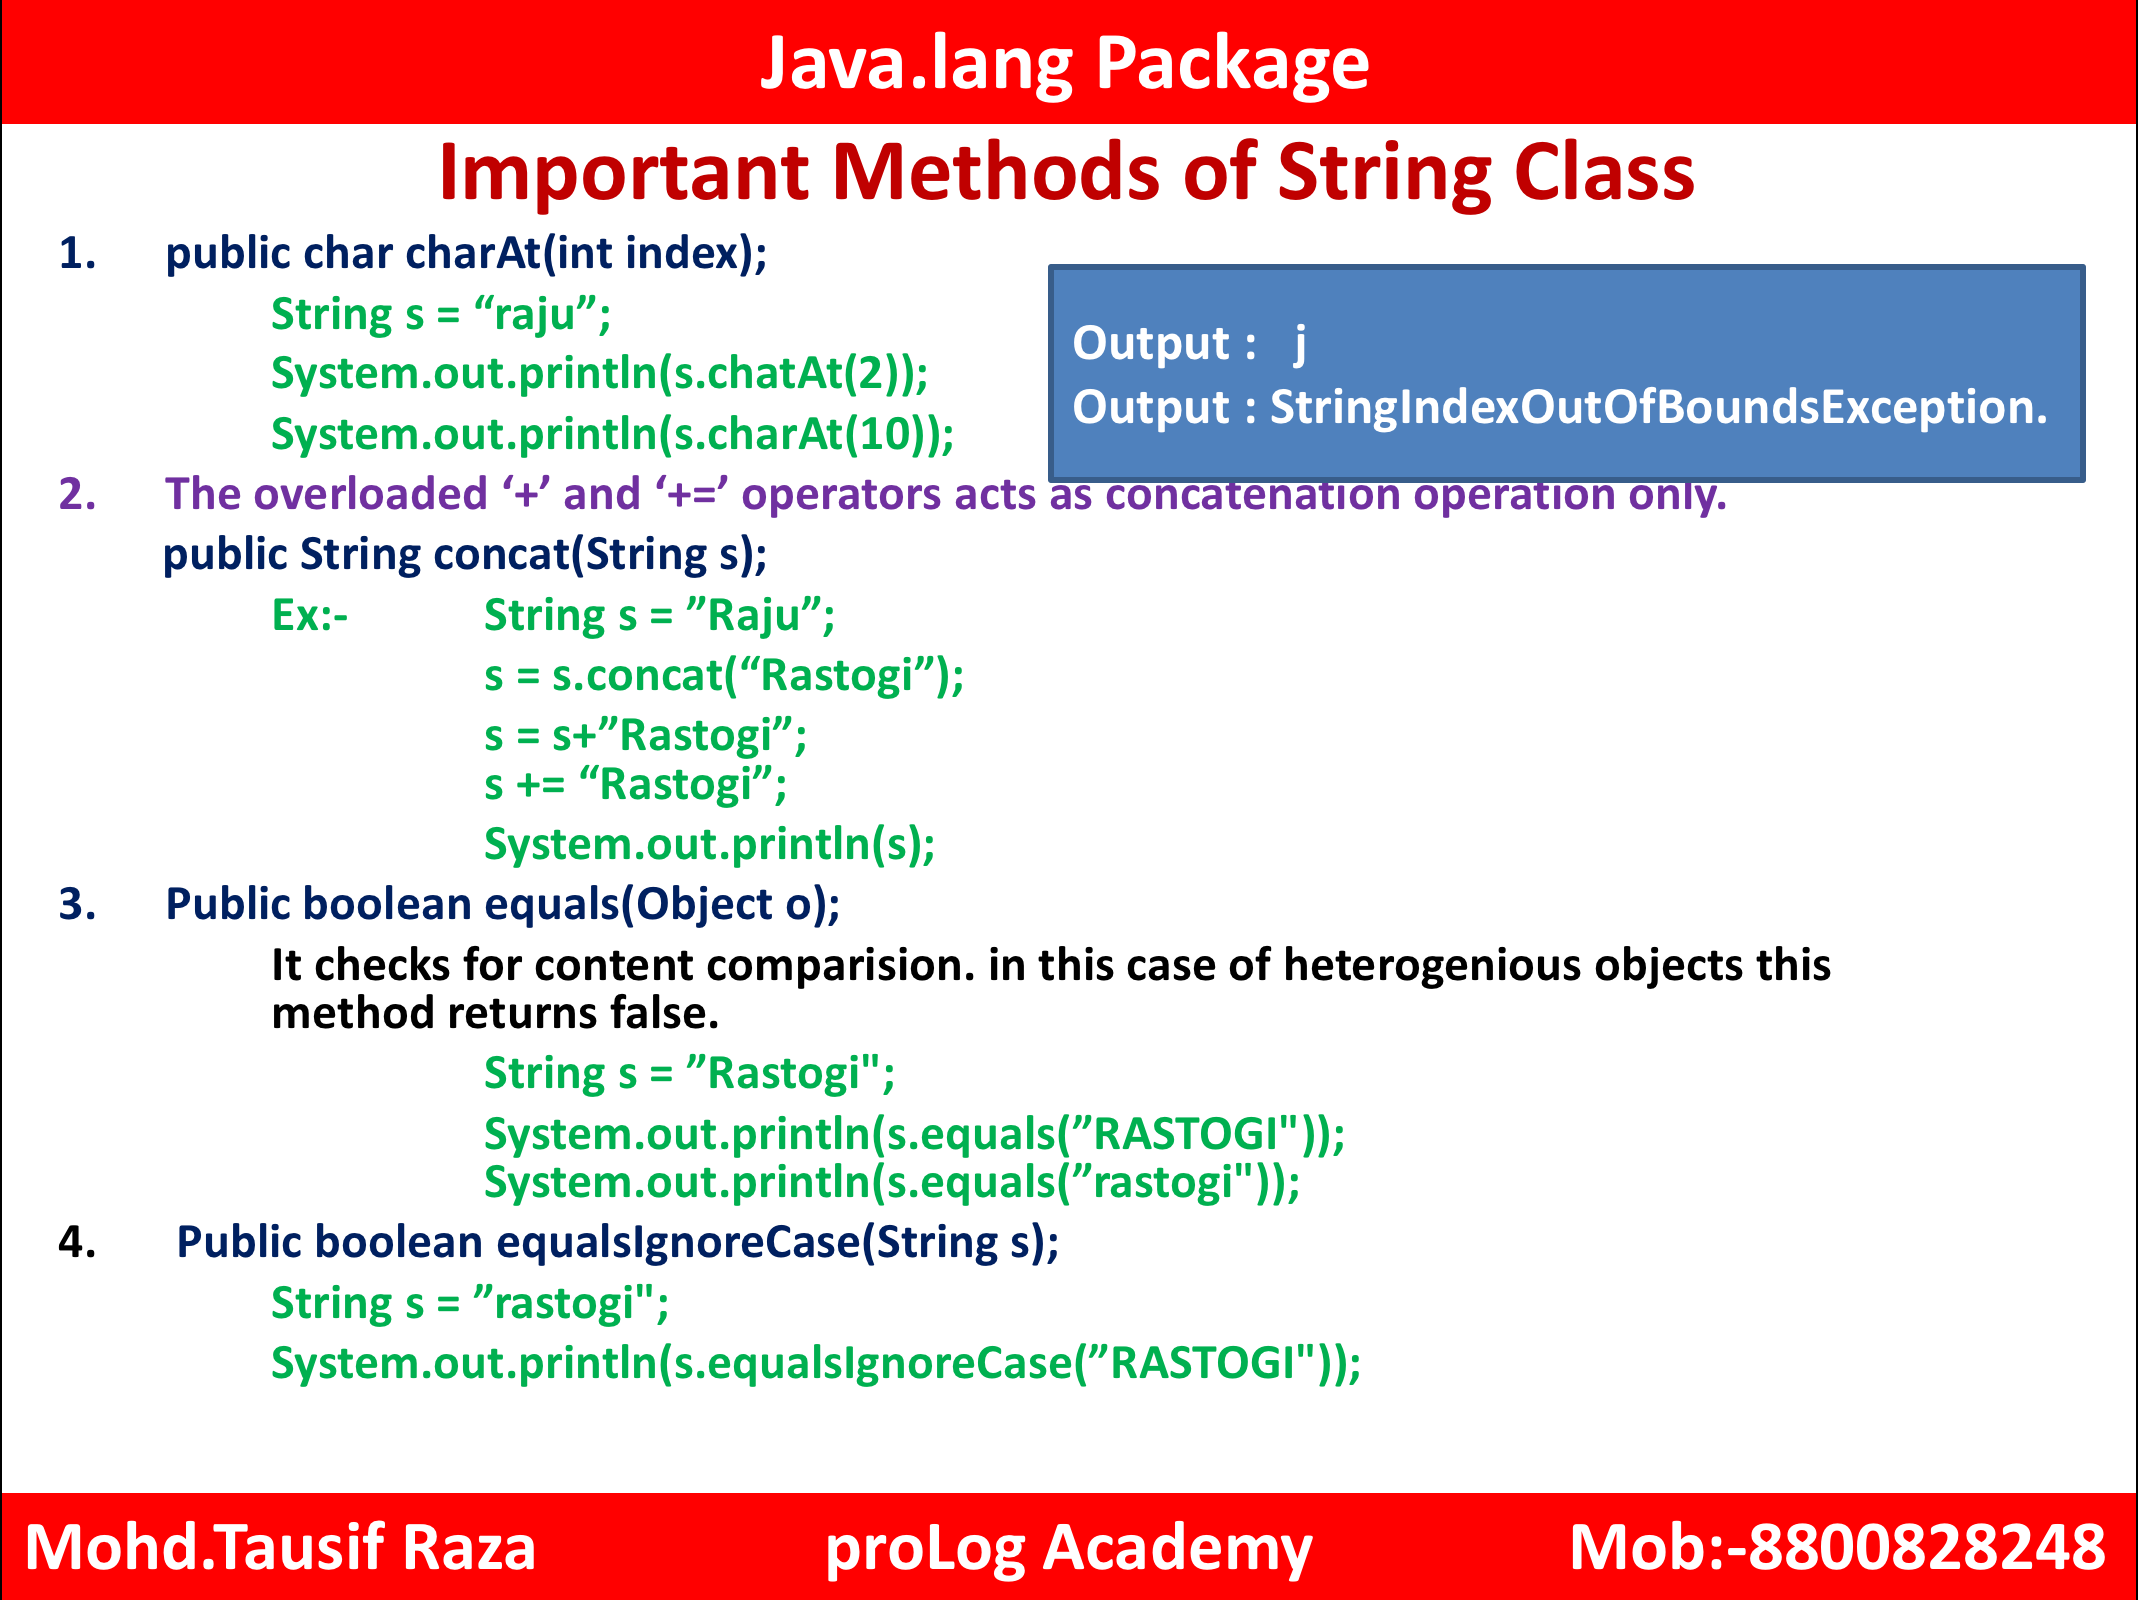 Java.lang Package
Important Methods of String Class
1. public char charAt(int index);
String s = “raju”;
System.out.println(s.chatAt(2));
System.out.println(s.charAt(10));
Output : j
Output : StringIndexOutOfBoundsException.
2. The overloaded ‘+’ and ‘+=’ operators acts as concatenation operation only.
public String concat(String s);
Ex:- String s = ”Raju”;
s = s.concat(“Rastogi”);
s = s+”Rastogi”;
s += “Rastogi”;
System.out.println(s);
3. Public boolean equals(Object o);
It checks for content comparision. in this case of heterogenious objects this
method returns false.
String s = ”Rastogi";
System.out.println(s.equals(”RASTOGI"));
System.out.println(s.equals(”rastogi"));
4. Public boolean equalsIgnoreCase(String s);
String s = ”rastogi";
System.out.println(s.equalsIgnoreCase(”RASTOGI"));
Mohd.Tausif Raza proLog Academy Mob:-8800828248